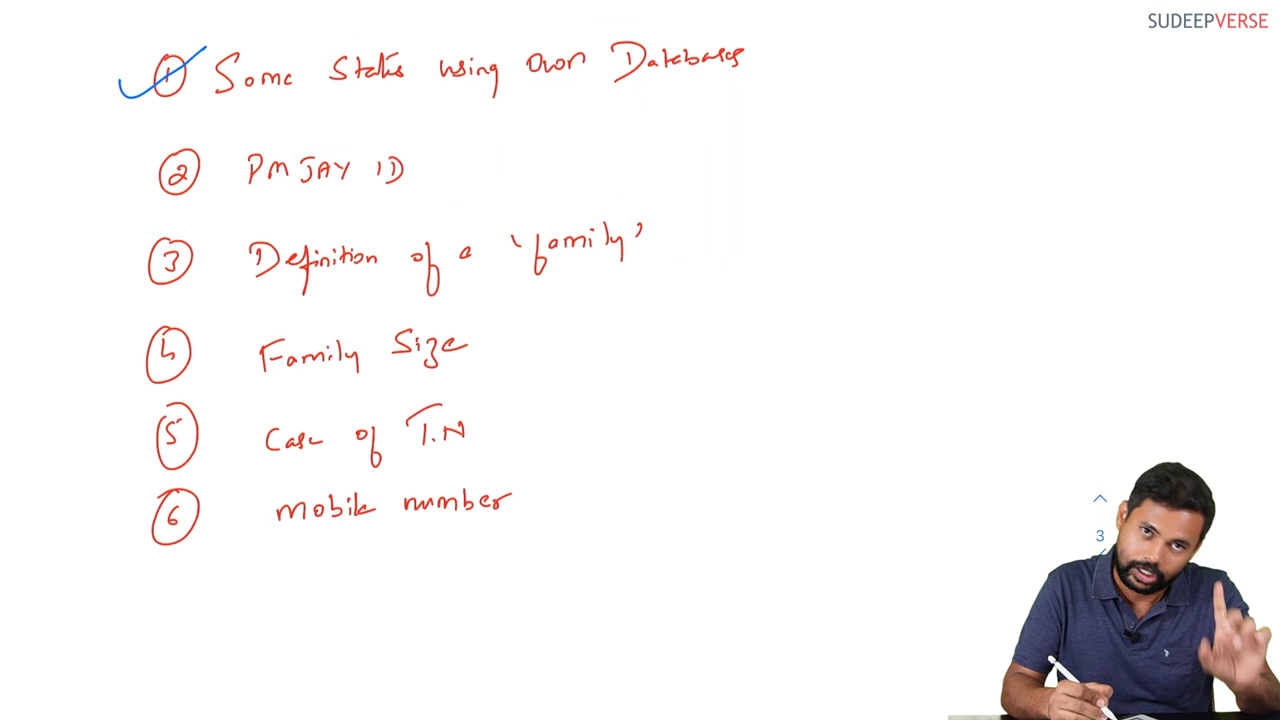 SUDEEPVERSE
① Some States using Own Databases
② PMJAY ID
③ Definition of a 'family'
④ Family Size
⑤ Case of T.N
⑥ Mobile number
3